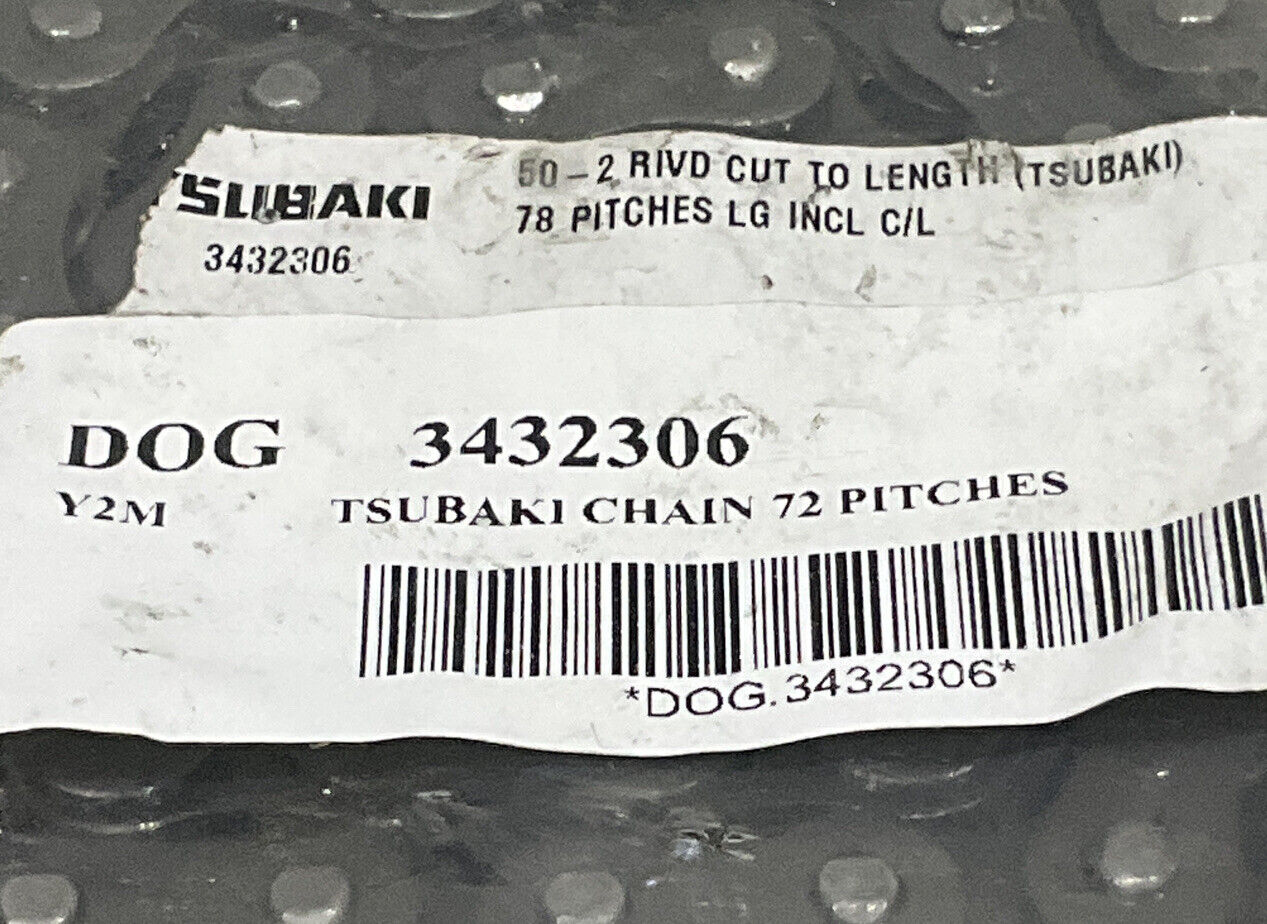 TSUBAKI
3432306
50-2 RIVD CUT TO LENGTH (TSUBAKI)
78 PITCHES LG INCL C/L
DOG 3432306
Y2M TSUBAKI CHAIN 72 PITCHES
*DOG.3432306*